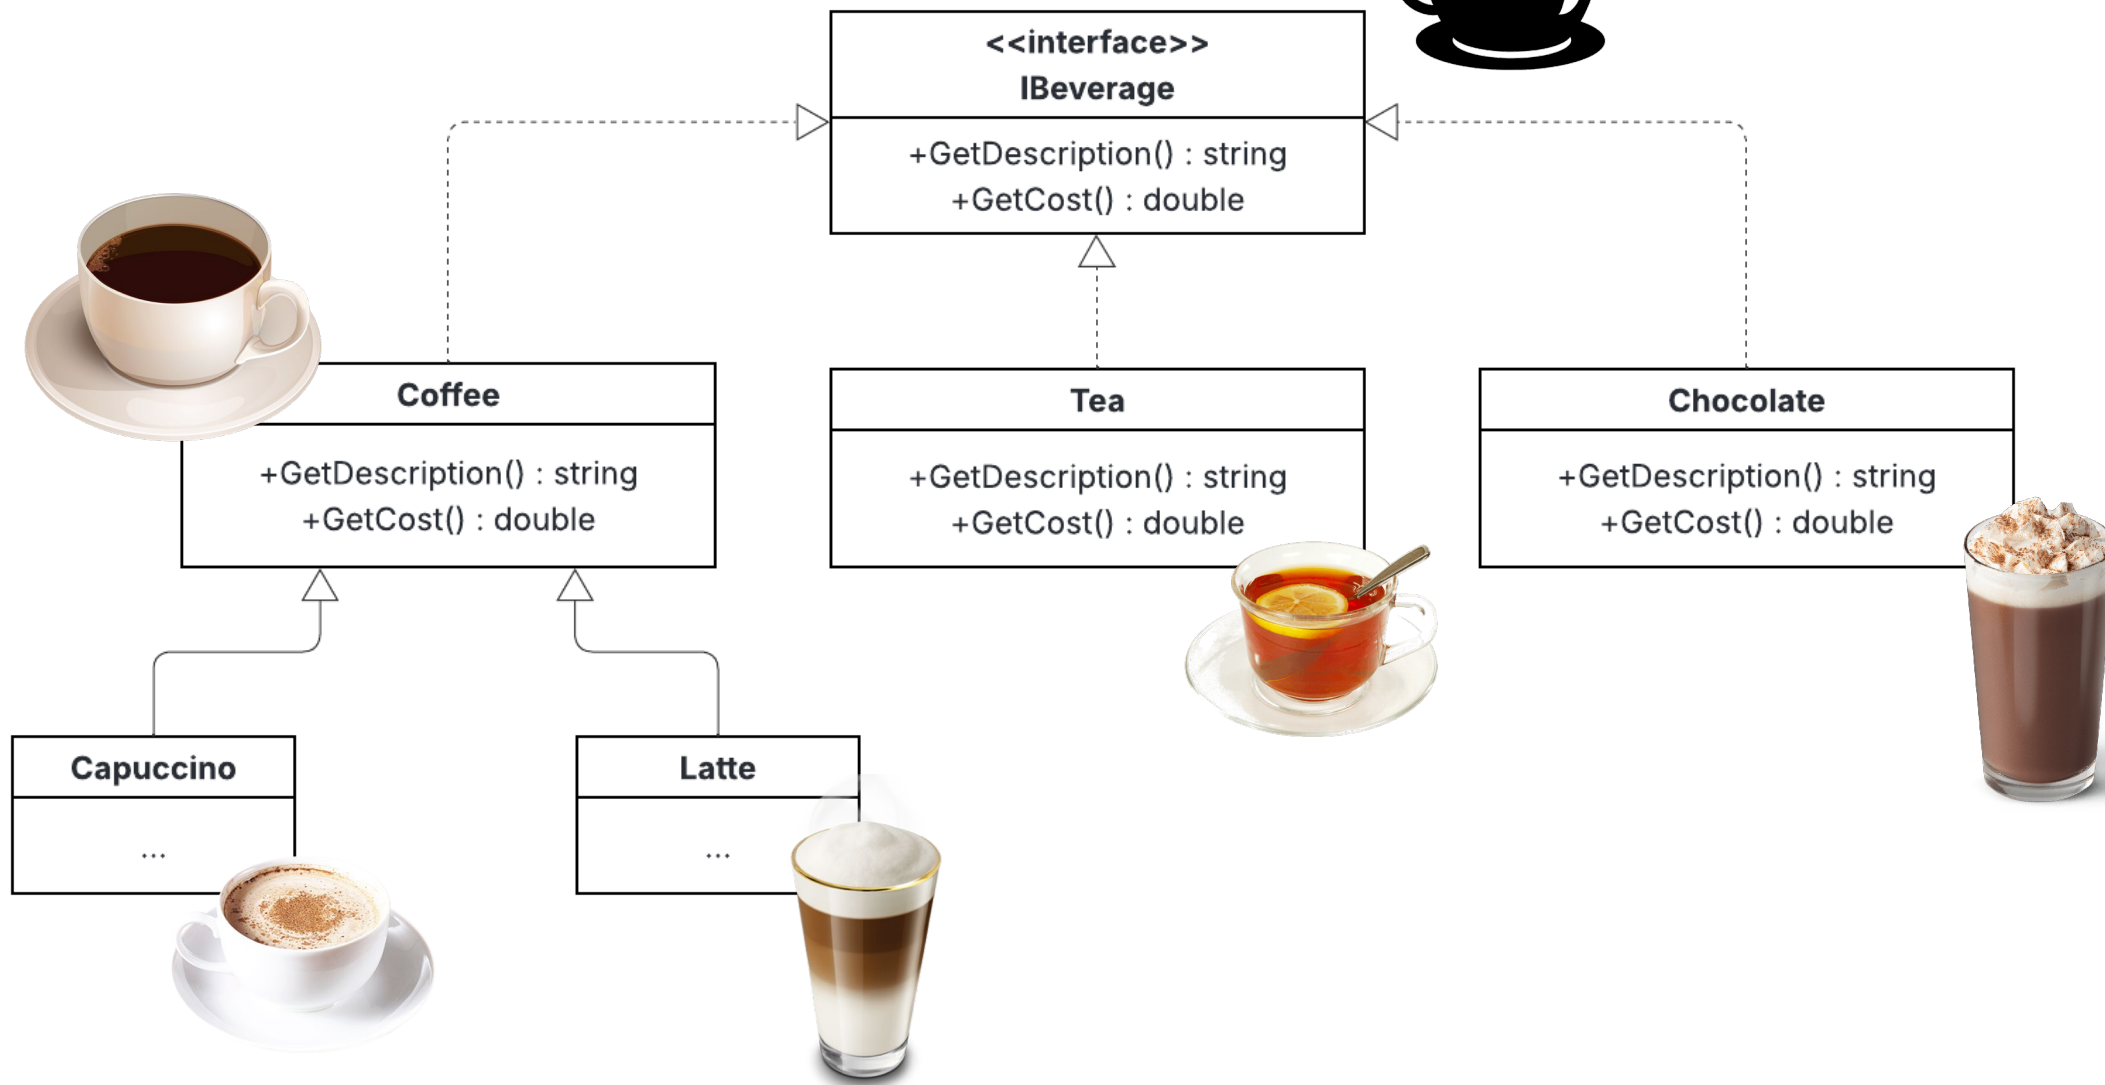 <<interface>>
IBeverage
+GetDescription() : string
+GetCost() : double
Coffee
+GetDescription() : string
+GetCost() : double
Tea
+GetDescription() : string
+GetCost() : double
Chocolate
+GetDescription() : string
+GetCost() : double
Capuccino
...
Latte
...